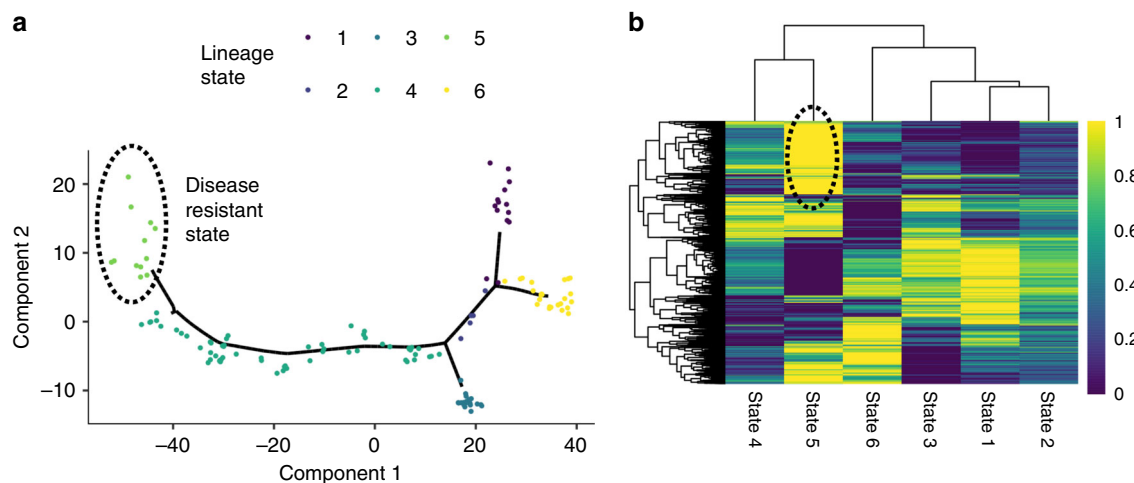 a
Lineage
state
1 3 5
2 4 6
Disease
resistant
state
Component 2
20
10
0
−10
−40 −20 0 20 40
Component 1
b
1
0.8
0.6
0.4
0.2
0
State 4
State 5
State 6
State 3
State 1
State 2